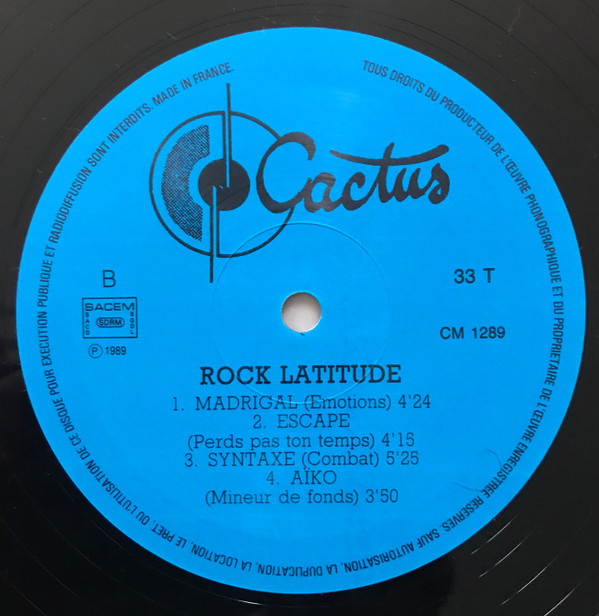 TOUS DROITS DU PRODUCTEUR DE L'ŒUVRE PHONOGRAPHIQUE ET DU PROPRIETAIRE DE L'ŒUVRE ENREGISTREE RESERVES. SAUF AUTORISATION, LA DUPLICATION, LA LOCATION, LE PRET, OU L'UTILISATION DE CE DISQUE POUR EXECUTION PUBLIQUE ET RADIODIFFUSION SONT INTERDITS. MADE IN FRANCE.
Cactus
B
33 T
SACEM
SACD
SDRM
SGDL
℗ 1989
CM 1289
ROCK LATITUDE
1. MADRIGAL (Emotions) 4'24
2. ESCAPE
(Perds pas ton temps) 4'15
3. SYNTAXE (Combat) 5'25
4. AÏKO
(Mineur de fonds) 3'50